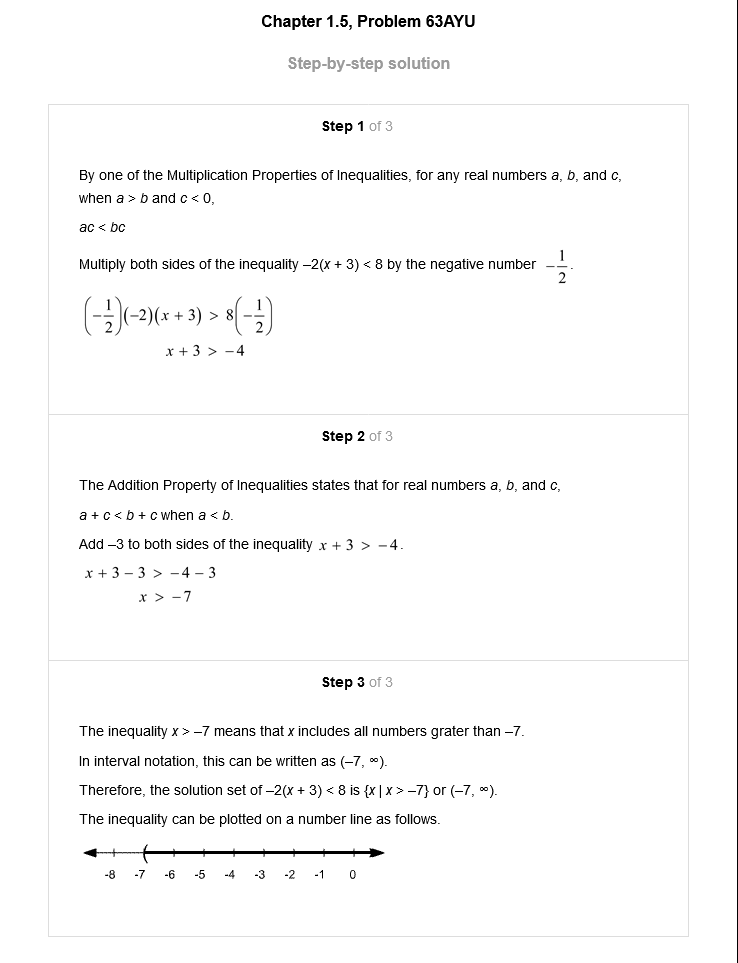 Chapter 1.5, Problem 63AYU
Step-by-step solution
Step 1 of 3
By one of the Multiplication Properties of Inequalities, for any real numbers a, b, and c,
when a > b and c < 0,
ac < bc
Multiply both sides of the inequality –2(x + 3) < 8 by the negative number −1/2.
(−1/2)(−2)(x + 3) > 8(−1/2)
x + 3 > −4
Step 2 of 3
The Addition Property of Inequalities states that for real numbers a, b, and c,
a + c < b + c when a < b.
Add –3 to both sides of the inequality x + 3 > −4.
x + 3 − 3 > −4 − 3
x > −7
Step 3 of 3
The inequality x > –7 means that x includes all numbers grater than –7.
In interval notation, this can be written as (–7, ∞).
Therefore, the solution set of –2(x + 3) < 8 is {x | x > –7} or (–7, ∞).
The inequality can be plotted on a number line as follows.
-8 -7 -6 -5 -4 -3 -2 -1 0